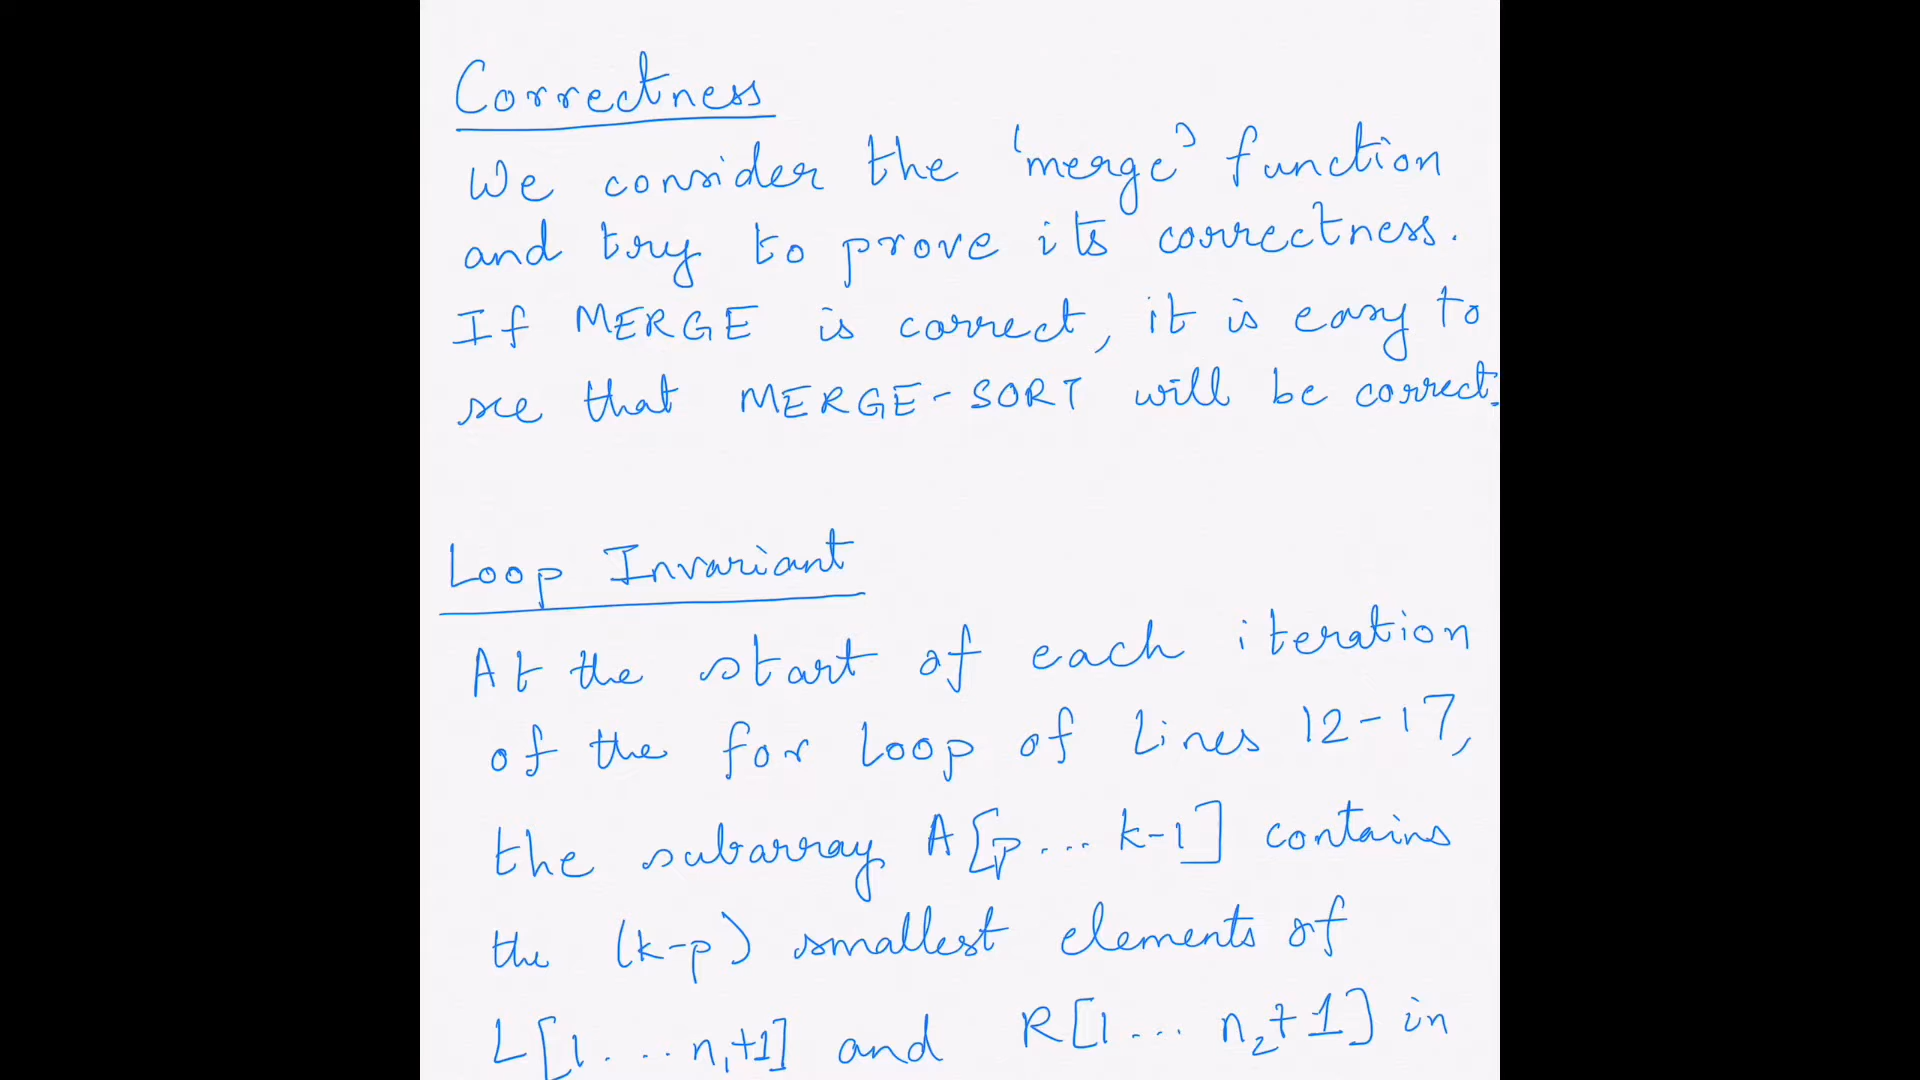 Correctness
We consider the 'merge' function
and try to prove its correctness.
If MERGE is correct, it is easy to
see that MERGE-SORT will be correct.
Loop Invariant
At the start of each iteration
of the for loop of lines 12-17,
the subarray A[p... k-1] contains
the (k-p) smallest elements of
L[1....n₁+1] and R[1... n₂+1] in